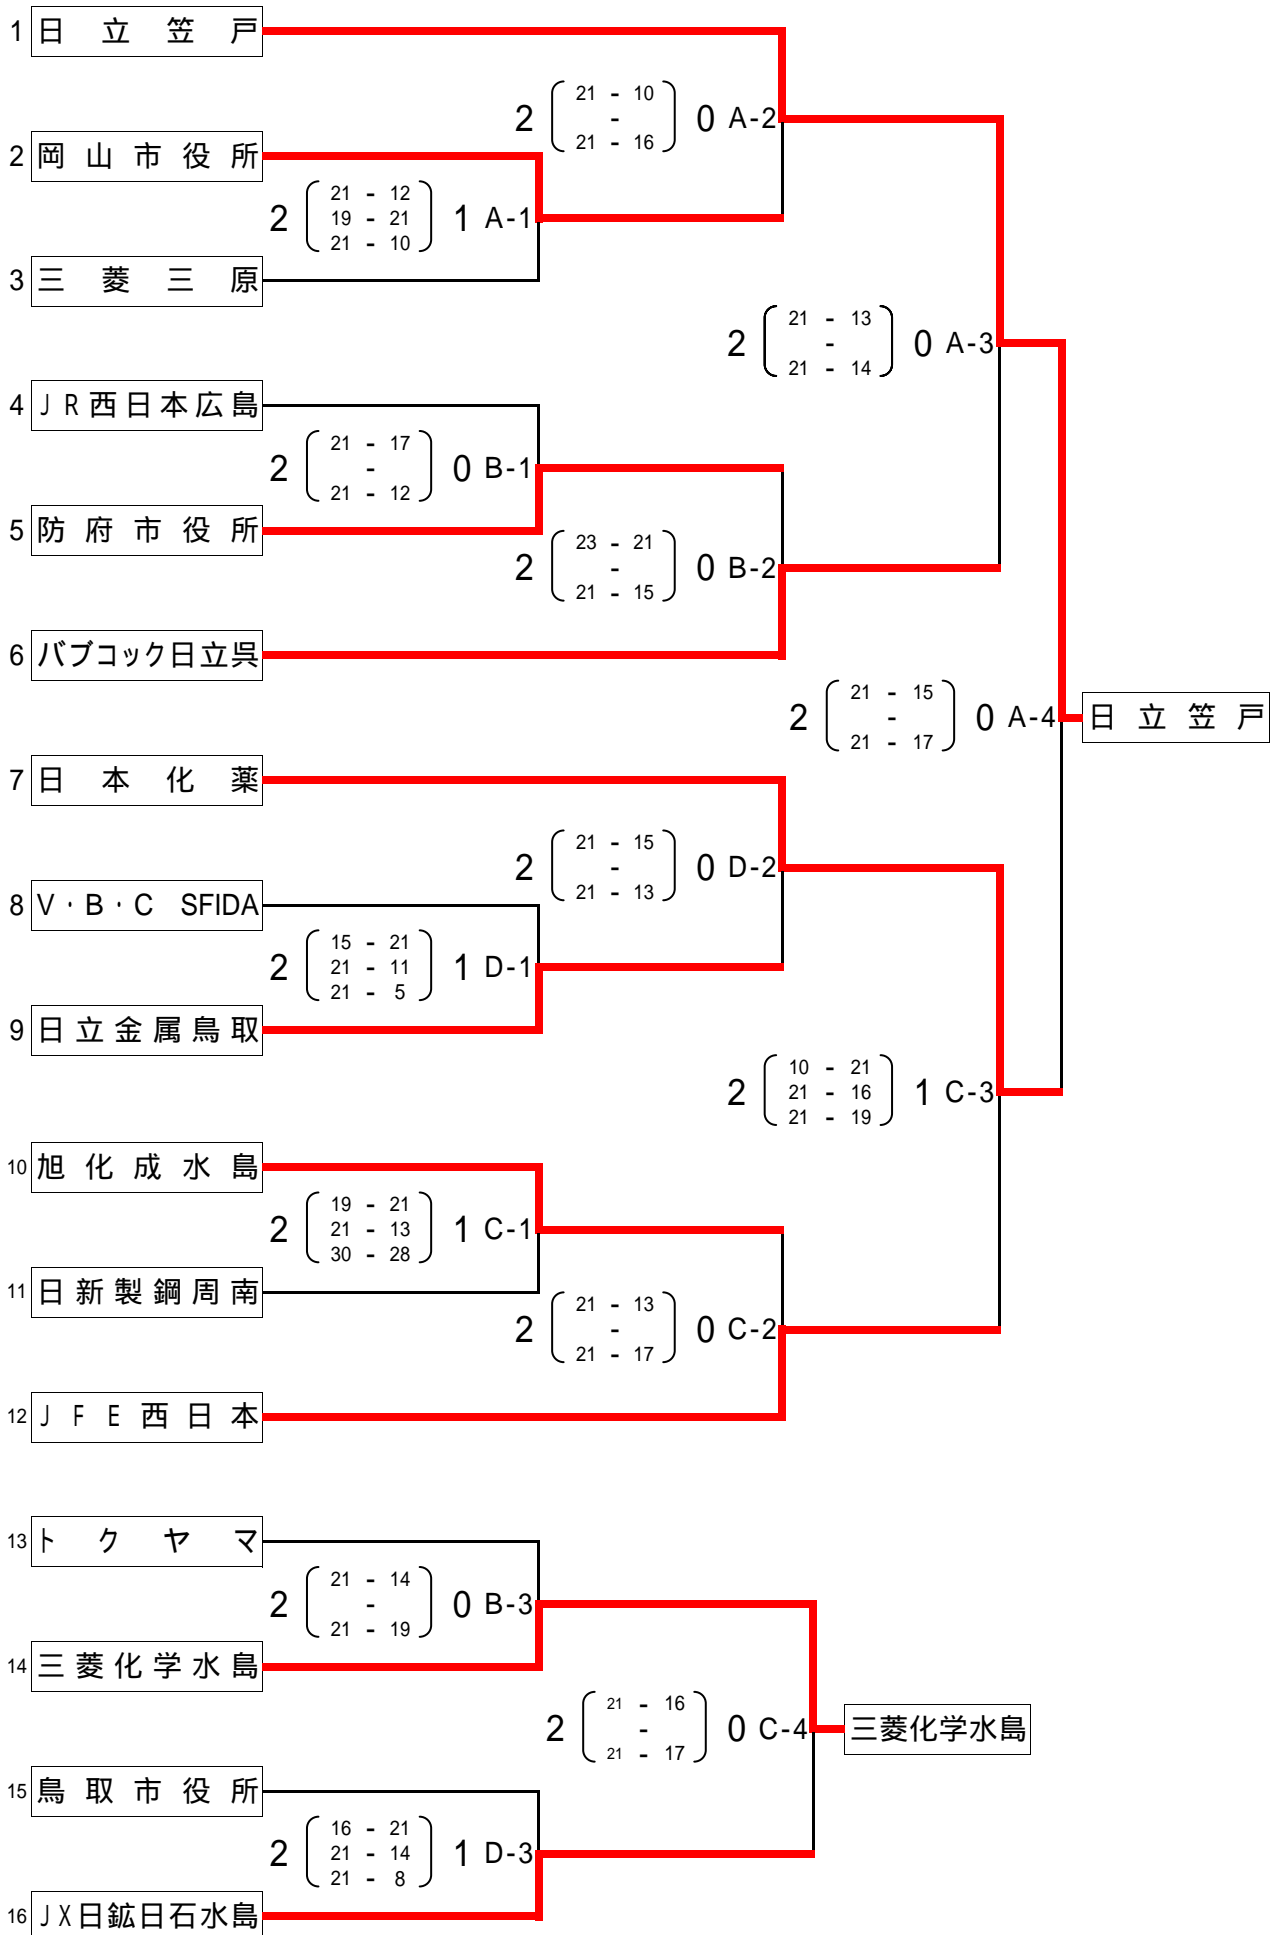 1 日立笠戸
21 - 10
2 - 0 A-2
21 - 16
2 岡山市役所
21 - 12
2 19 - 21 1 A-1
21 - 10
3 三菱三原
21 - 13
2 - 0 A-3
21 - 14
4 JR西日本広島
21 - 17
2 - 0 B-1
21 - 12
5 防府市役所
23 - 21
2 - 0 B-2
21 - 15
6 バブコック日立呉
21 - 15
2 - 0 A-4 日立笠戸
21 - 17
7 日本化薬
21 - 15
2 - 0 D-2
21 - 13
8 V・B・C SFIDA
15 - 21
2 21 - 11 1 D-1
21 - 5
9 日立金属鳥取
10 - 21
2 21 - 16 1 C-3
21 - 19
10 旭化成水島
19 - 21
2 21 - 13 1 C-1
30 - 28
11 日新製鋼周南
21 - 13
2 - 0 C-2
21 - 17
12 JFE西日本
13 トクヤマ
21 - 14
2 - 0 B-3
21 - 19
14 三菱化学水島
21 - 16
2 - 0 C-4 三菱化学水島
21 - 17
15 鳥取市役所
16 - 21
2 21 - 14 1 D-3
21 - 8
16 JX日鉱日石水島